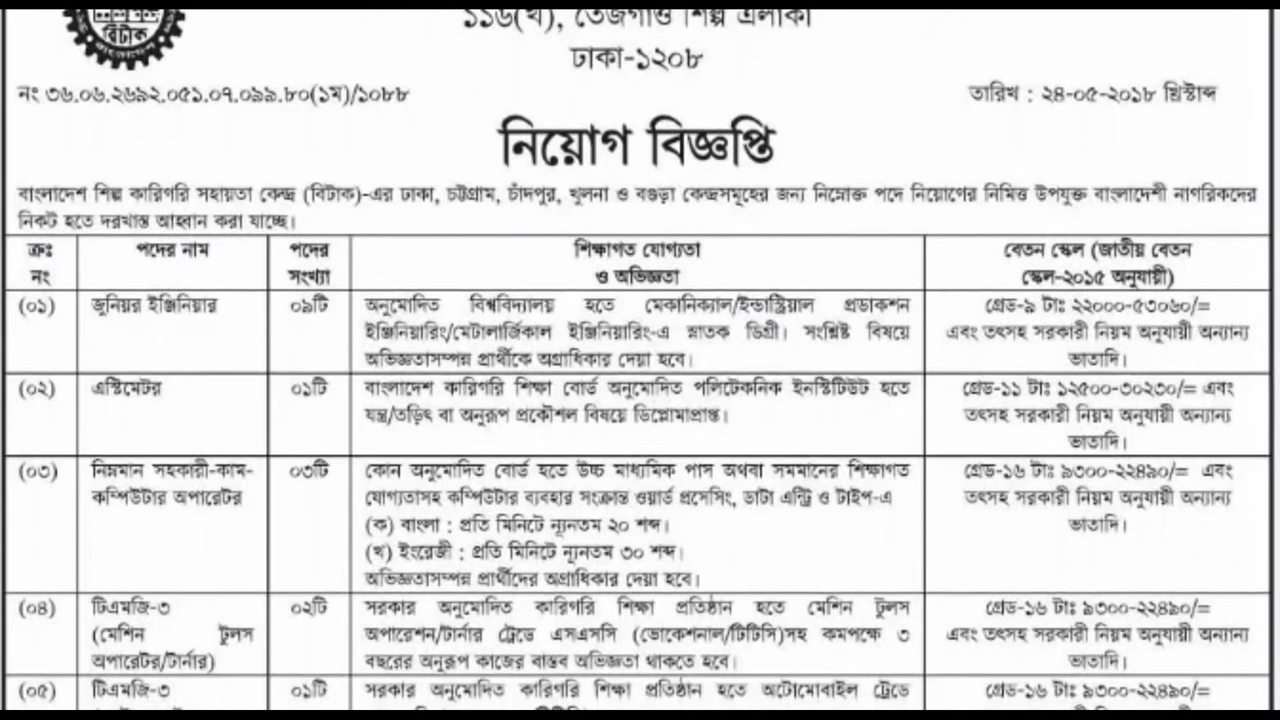 বিটাক
১১৬(খ), তেজগাঁও শিল্প এলাকা
ঢাকা-১২০৮
নং ৩৬.০৬.২৬৯২.০৫১.০৭.০৯৯.৮০(১ম)/১০৮৮
তারিখ : ২৪-০৫-২০১৮ খ্রিস্টাব্দ
নিয়োগ বিজ্ঞপ্তি
বাংলাদেশ শিল্প কারিগরি সহায়তা কেন্দ্র (বিটাক)-এর ঢাকা, চট্টগ্রাম, চাঁদপুর, খুলনা ও বগুড়া কেন্দ্রসমূহের জন্য নিম্নোক্ত পদে নিয়োগের নিমিত্ত উপযুক্ত বাংলাদেশী নাগরিকদের
নিকট হতে দরখাস্ত আহবান করা যাচ্ছে।
ক্রঃ
নং
পদের নাম
পদের
সংখ্যা
শিক্ষাগত যোগ্যতা
ও অভিজ্ঞতা
বেতন স্কেল (জাতীয় বেতন
স্কেল-২০১৫ অনুযায়ী)
(০১)
জুনিয়র ইঞ্জিনিয়ার
০৯টি
অনুমোদিত বিশ্ববিদ্যালয় হতে মেকানিক্যাল/ইন্ডাস্ট্রিয়াল প্রডাকশন
ইঞ্জিনিয়ারিং/মেটালার্জিকাল ইঞ্জিনিয়ারিং-এ স্নাতক ডিগ্রী। সংশ্লিষ্ট বিষয়ে
অভিজ্ঞতাসম্পন্ন প্রার্থীকে অগ্রাধিকার দেয়া হবে।
গ্রেড-৯ টাঃ ২২০০০-৫৩০৬০/=
এবং তৎসহ সরকারী নিয়ম অনুযায়ী অন্যান্য
ভাতাদি।
(০২)
এস্টিমেটর
০১টি
বাংলাদেশ কারিগরি শিক্ষা বোর্ড অনুমোদিত পলিটেকনিক ইনস্টিটিউট হতে
যন্ত্র/তড়িৎ বা অনুরূপ প্রকৌশল বিষয়ে ডিপ্লোমাপ্রাপ্ত।
গ্রেড-১১ টাঃ ১২৫০০-৩০২৩০/= এবং
তৎসহ সরকারী নিয়ম অনুযায়ী অন্যান্য
ভাতাদি।
(০৩)
নিম্নমান সহকারী-কাম-
কম্পিউটার অপারেটর
০৩টি
কোন অনুমোদিত বোর্ড হতে উচ্চ মাধ্যমিক পাস অথবা সমমানের শিক্ষাগত
যোগ্যতাসহ কম্পিউটার ব্যবহার সংক্রান্ত ওয়ার্ড প্রসেসিং, ডাটা এন্ট্রি ও টাইপ-এ
(ক) বাংলা : প্রতি মিনিটে ন্যূনতম ২০ শব্দ।
(খ) ইংরেজী : প্রতি মিনিটে ন্যূনতম ৩০ শব্দ।
অভিজ্ঞতাসম্পন্ন প্রার্থীদের অগ্রাধিকার দেয়া হবে।
গ্রেড-১৬ টাঃ ৯৩০০-২২৪৯০/= এবং
তৎসহ সরকারী নিয়ম অনুযায়ী অন্যান্য
ভাতাদি।
(০৪)
টিএমজি-৩
(মেশিন টুলস
অপারেটর/টার্নার)
০২টি
সরকার অনুমোদিত কারিগরি শিক্ষা প্রতিষ্ঠান হতে মেশিন টুলস
অপারেশন/টার্নার ট্রেডে এসএসসি (ভোকেশনাল/টিটিসি)সহ কমপক্ষে ৩
বছরের অনুরূপ কাজের বাস্তব অভিজ্ঞতা থাকতে হবে।
গ্রেড-১৬ টাঃ ৯৩০০-২২৪৯০/=
এবং তৎসহ সরকারী নিয়ম অনুযায়ী অন্যান্য
ভাতাদি।
(০৫)
টিএমজি-৩
০১টি
সরকার অনুমোদিত কারিগরি শিক্ষা প্রতিষ্ঠান হতে অটোমোবাইল ট্রেডে
গ্রেড-১৬ টাঃ ৯৩০০-২২৪৯০/=